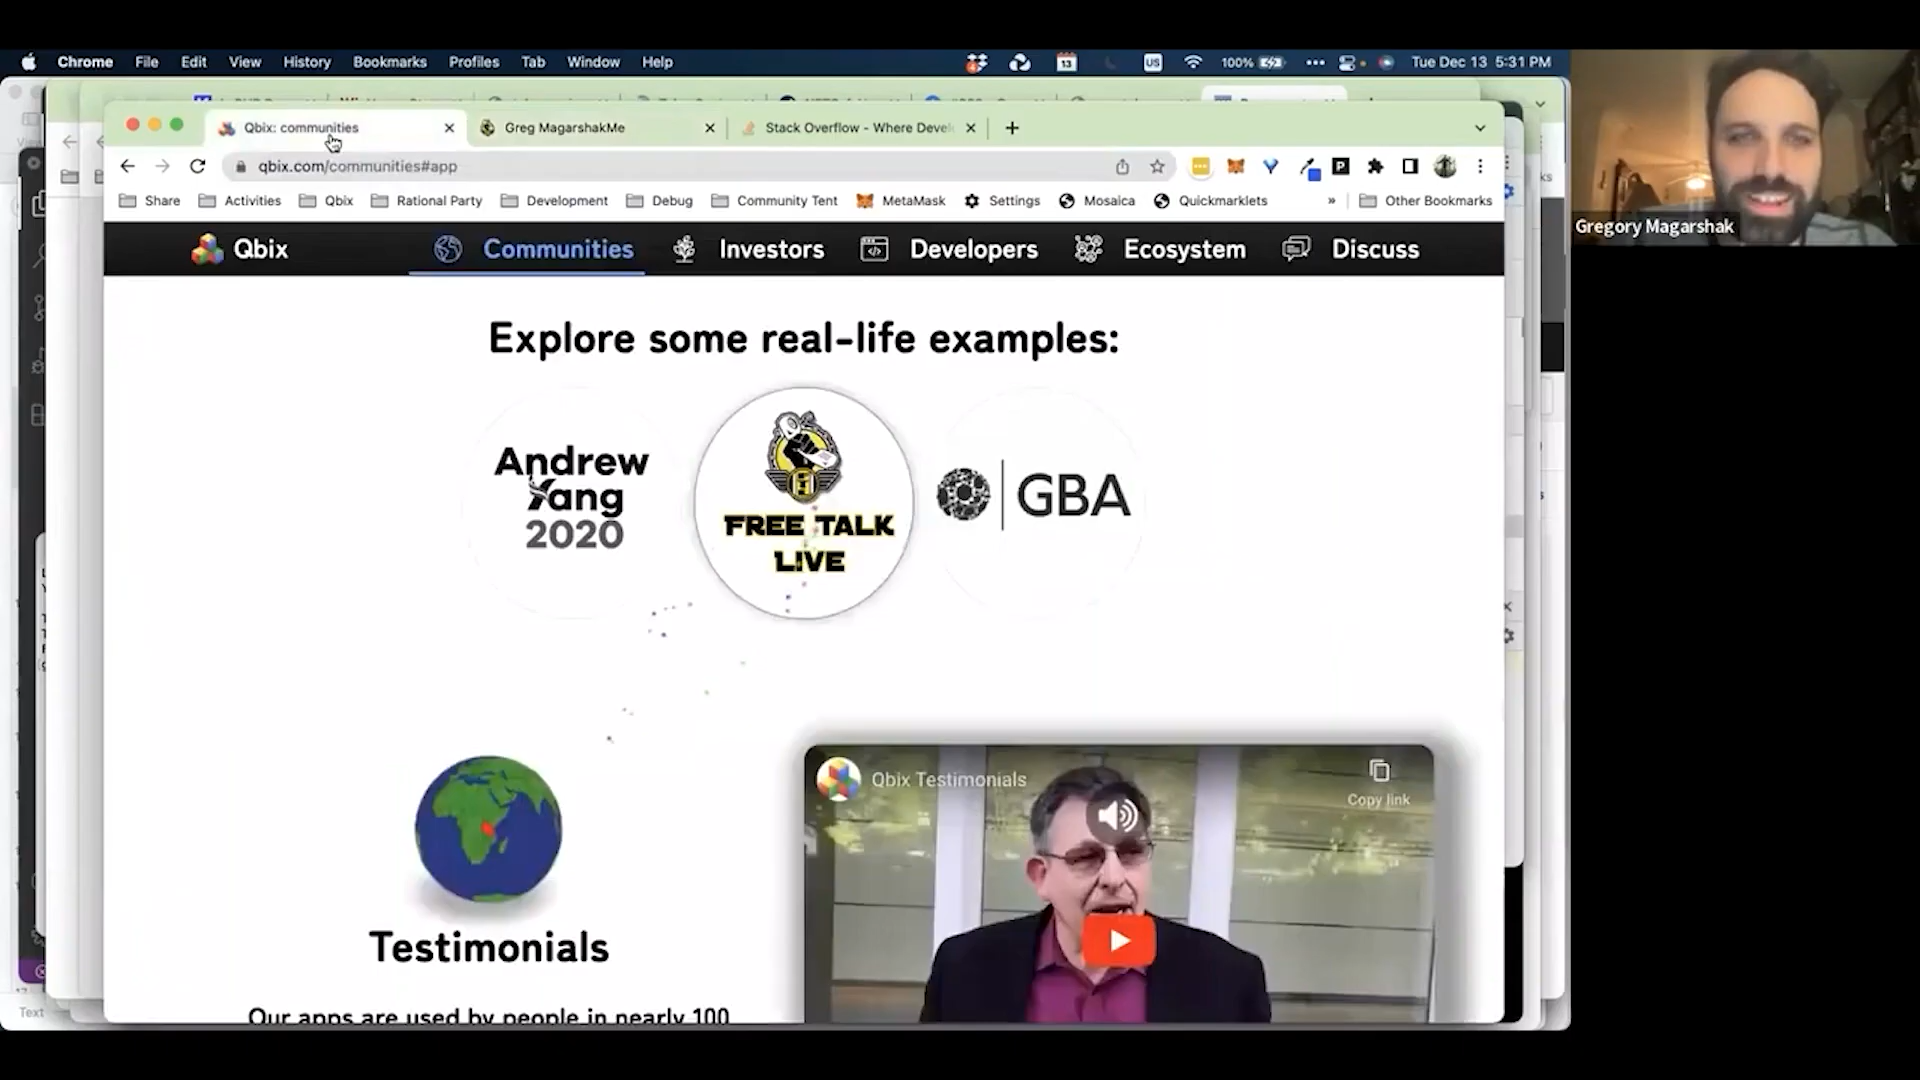 Chrome File Edit View History Bookmarks Profiles Tab Window Help
13 US 100% Tue Dec 13 5:31 PM
Qbix: communities Greg MagarshakMe Stack Overflow - Where Devel
qbix.com/communities#app
Share Activities Qbix Rational Party Development Debug Community Tent MetaMask Settings Mosaica Quickmarklets » Other Bookmarks
Gregory Magarshak
Qbix Communities Investors Developers Ecosystem Discuss
Explore some real-life examples:
Andrew
Yang
2020
FREE TALK
LIVE
GBA
Qbix Testimonials
Copy link
Testimonials
Our apps are used by people in nearly 100
Text